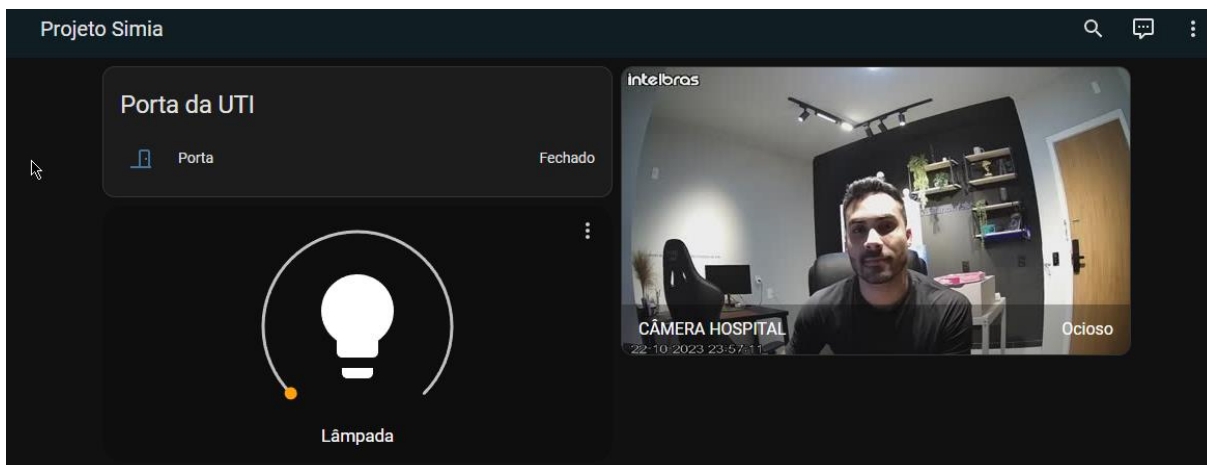 Projeto Simia
Porta da UTI
Porta
Fechado
Lâmpada
intelbras
CÂMERA HOSPITAL
Ocioso
22-10-2023 23:57:11